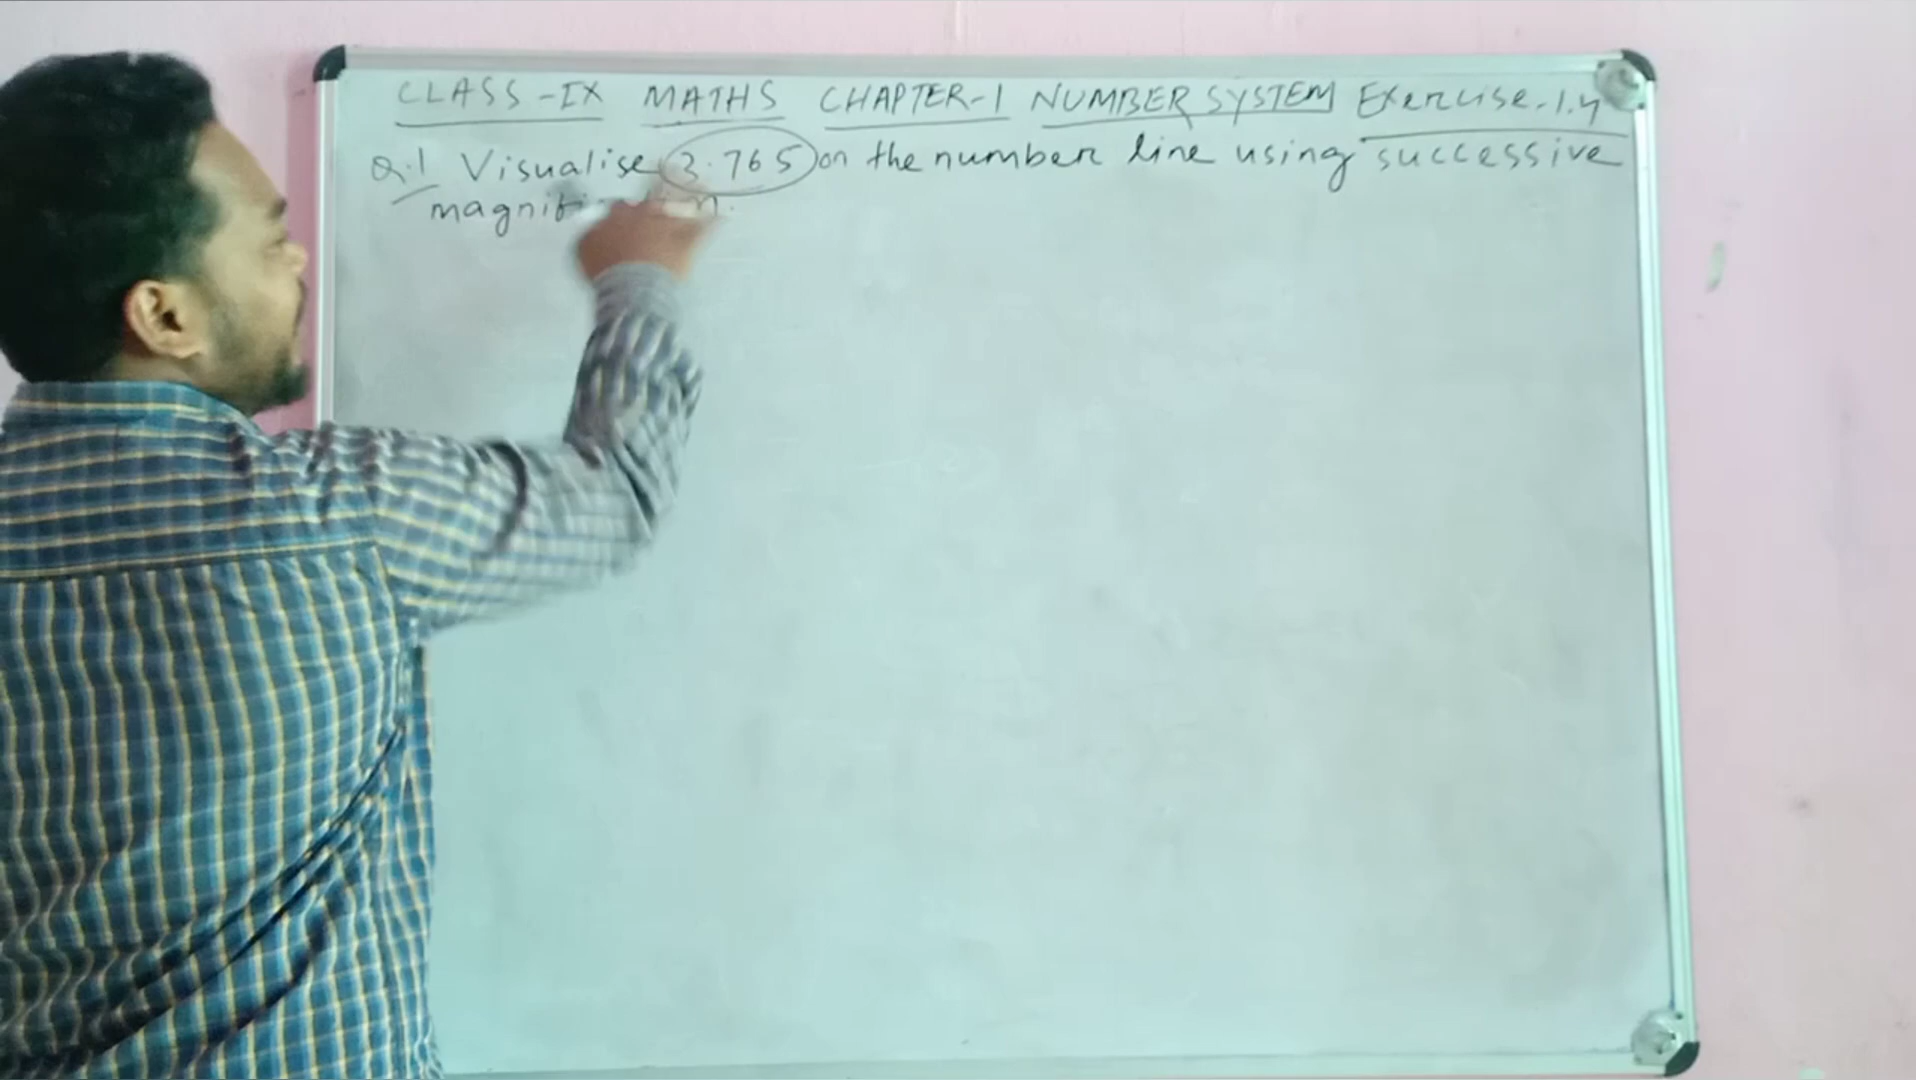 CLASS-IX MATHS CHAPTER-1 NUMBER SYSTEM Exercise-1.4
Q.1 Visualise 3.765 on the number line using successive